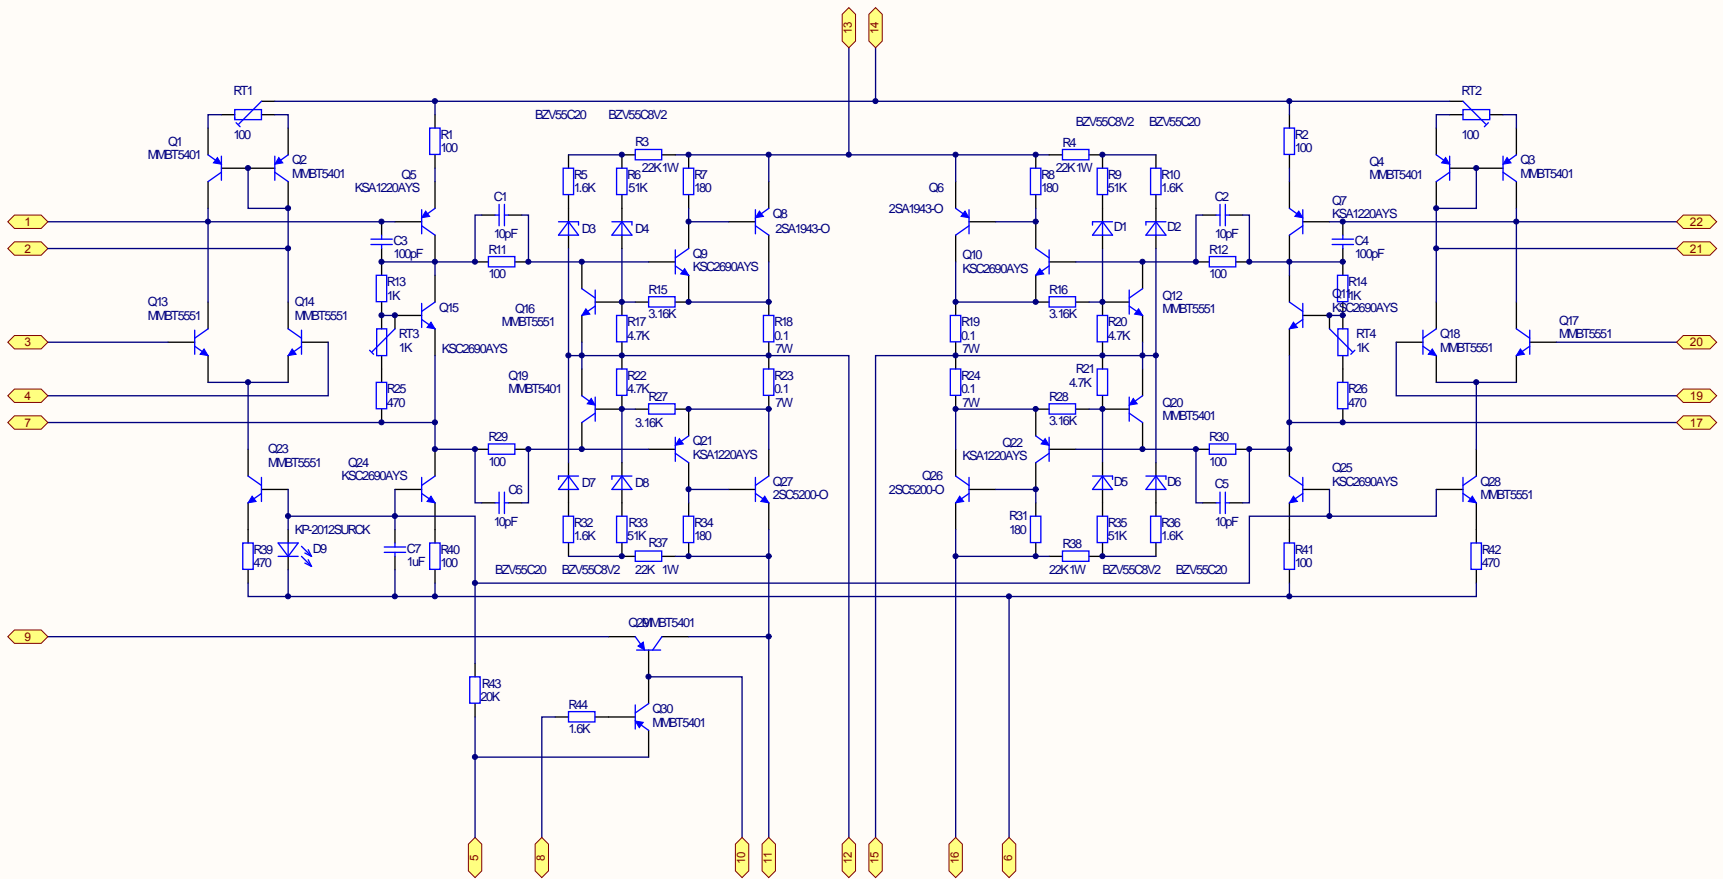 13
14
RT1
100
RT2
100
BZV55C20
BZV55C8V2
BZV55C8V2
BZV55C20
Q1
MMBT5401
Q2
MMBT5401
R1
100
R3
22K 1W
R4
22K 1W
R2
100
Q4
MMBT5401
Q3
MMBT5401
Q5
KSA1220AYS
R5
1.6K
R6
51K
R7
180
R8
180
R9
51K
R10
1.6K
Q6
2SA1943-O
Q7
KSA1220AYS
C1
10pF
C2
10pF
Q8
2SA1943-O
1
22
D3
D4
D1
D2
2
21
C3
100pF
C4
100pF
R11
100
R12
100
Q9
KSC2690AYS
Q10
KSC2690AYS
R13
1K
R14
1K
Q11
KSC2690AYS
Q13
MMBT5551
Q14
MMBT5551
Q15
KSC2690AYS
Q16
MMBT5551
R15
3.16K
R16
3.16K
Q12
MMBT5551
R17
4.7K
R18
0.1
7W
R19
0.1
7W
R20
4.7K
RT3
1K
RT4
1K
Q18
MMBT5551
Q17
MMBT5551
3
20
Q19
MMBT5401
R22
4.7K
R23
0.1
7W
R24
0.1
7W
R21
4.7K
R25
470
R26
470
4
19
R27
3.16K
R28
3.16K
Q20
MMBT5401
7
17
R29
100
R30
100
Q21
KSA1220AYS
Q22
KSA1220AYS
Q23
MMBT5551
Q24
KSC2690AYS
C6
10pF
C5
10pF
D7
D8
D5
D6
Q27
2SC5200-O
Q26
2SC5200-O
Q25
KSC2690AYS
Q28
MMBT5551
KP-2012SURCK
D9
R32
1.6K
R33
51K
R34
180
R31
180
R35
51K
R36
1.6K
R37
22K 1W
R38
22K 1W
R39
470
C7
1uF
R40
100
R41
100
R42
470
BZV55C20
BZV55C8V2
BZV55C8V2
BZV55C20
9
Q29
MMBT5401
R43
20K
R44
1.6K
Q30
MMBT5401
5
8
10
11
12
15
16
6